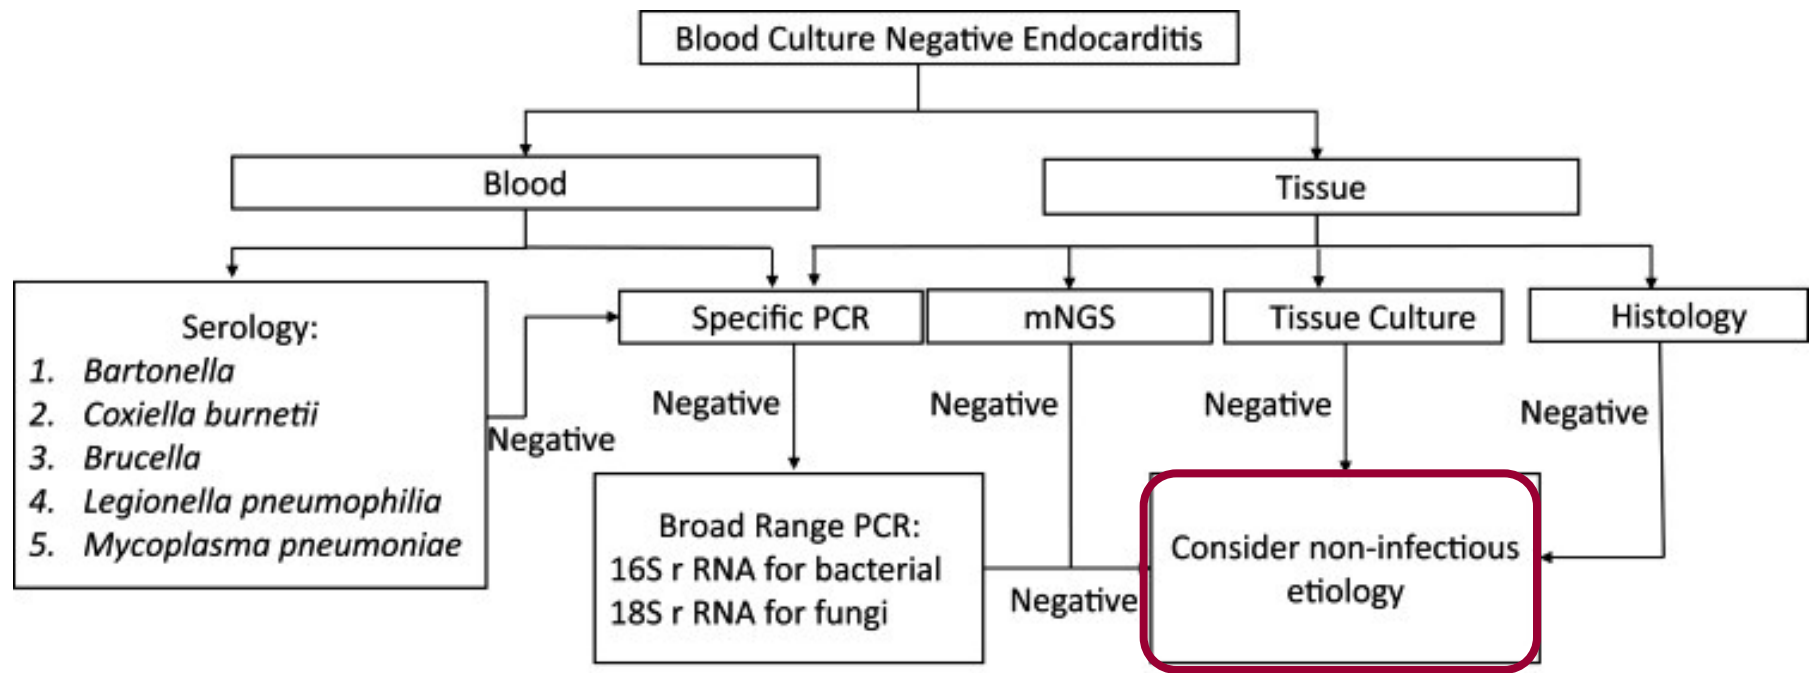 Blood Culture Negative Endocarditis
Blood
Tissue
Serology:
1. Bartonella
2. Coxiella burnetii
3. Brucella
4. Legionella pneumophilia
5. Mycoplasma pneumoniae
Negative
Specific PCR
mNGS
Tissue Culture
Histology
Negative
Negative
Negative
Negative
Broad Range PCR:
16S r RNA for bacterial
18S r RNA for fungi
Negative
Consider non-infectious
etiology